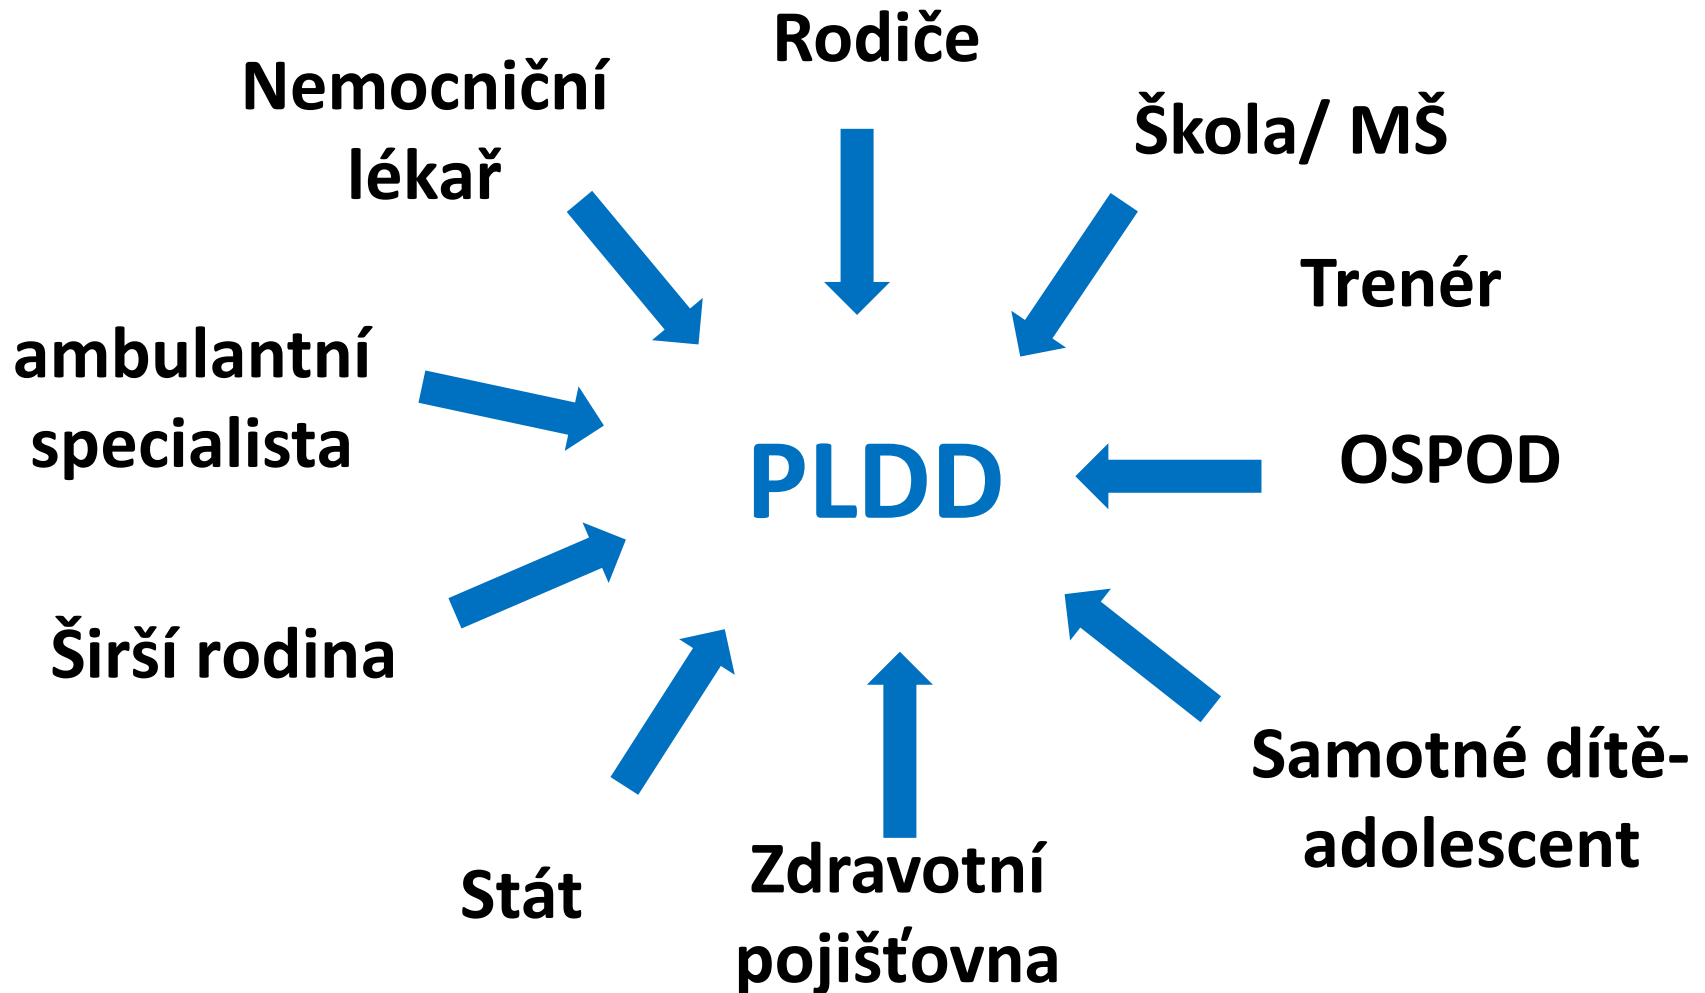 Rodiče
Nemocniční
lékař
Škola/ MŠ
Trenér
ambulantní
specialista
PLDD
OSPOD
Širší rodina
Samotné dítě-
adolescent
Stát
Zdravotní
pojišťovna